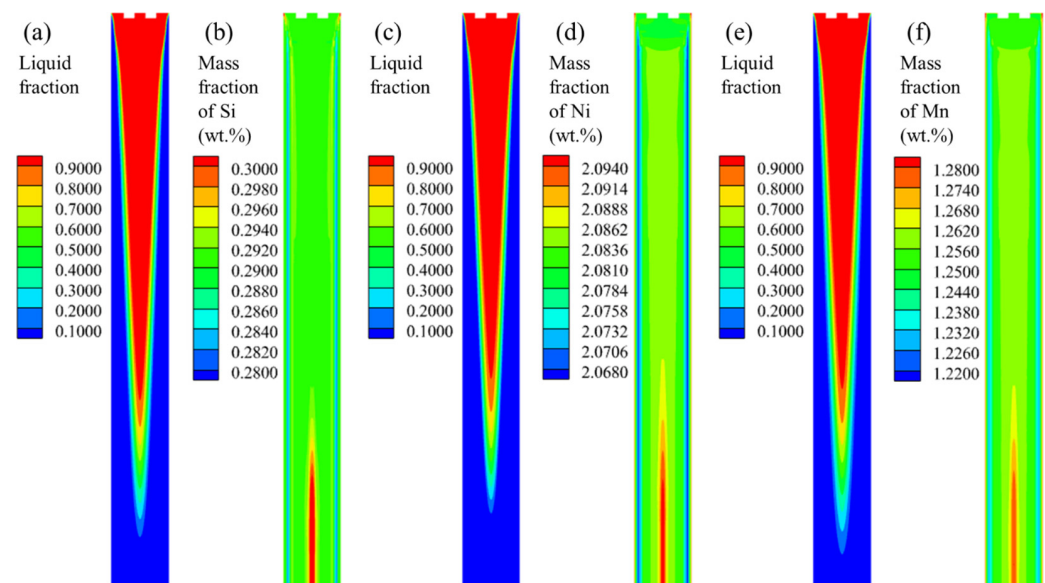 (a)
Liquid
fraction
0.9000
0.8000
0.7000
0.6000
0.5000
0.4000
0.3000
0.2000
0.1000
(b)
Mass
fraction
of Si
(wt.%)
0.3000
0.2980
0.2960
0.2940
0.2920
0.2900
0.2880
0.2860
0.2840
0.2820
0.2800
(c)
Liquid
fraction
0.9000
0.8000
0.7000
0.6000
0.5000
0.4000
0.3000
0.2000
0.1000
(d)
Mass
fraction
of Ni
(wt.%)
2.0940
2.0914
2.0888
2.0862
2.0836
2.0810
2.0784
2.0758
2.0732
2.0706
2.0680
(e)
Liquid
fraction
0.9000
0.8000
0.7000
0.6000
0.5000
0.4000
0.3000
0.2000
0.1000
(f)
Mass
fraction
of Mn
(wt.%)
1.2800
1.2740
1.2680
1.2620
1.2560
1.2500
1.2440
1.2380
1.2320
1.2260
1.2200